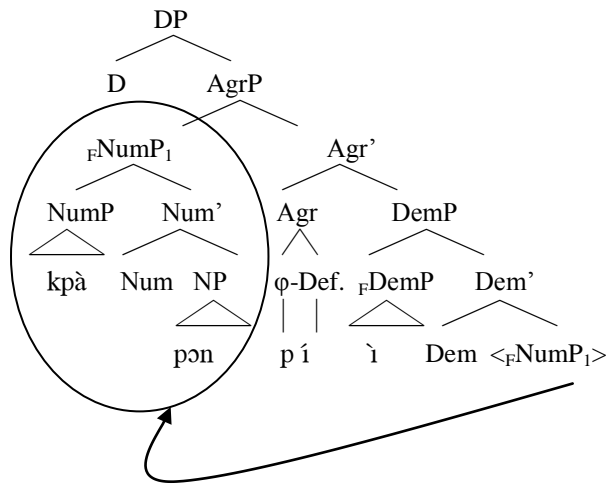 DP
D AgrP
FNumP1 Agr’
NumP Num’ Agr DemP
kpà Num NP φ-Def. FDemP Dem’
pɔn p í ̀ı Dem <FNumP1>